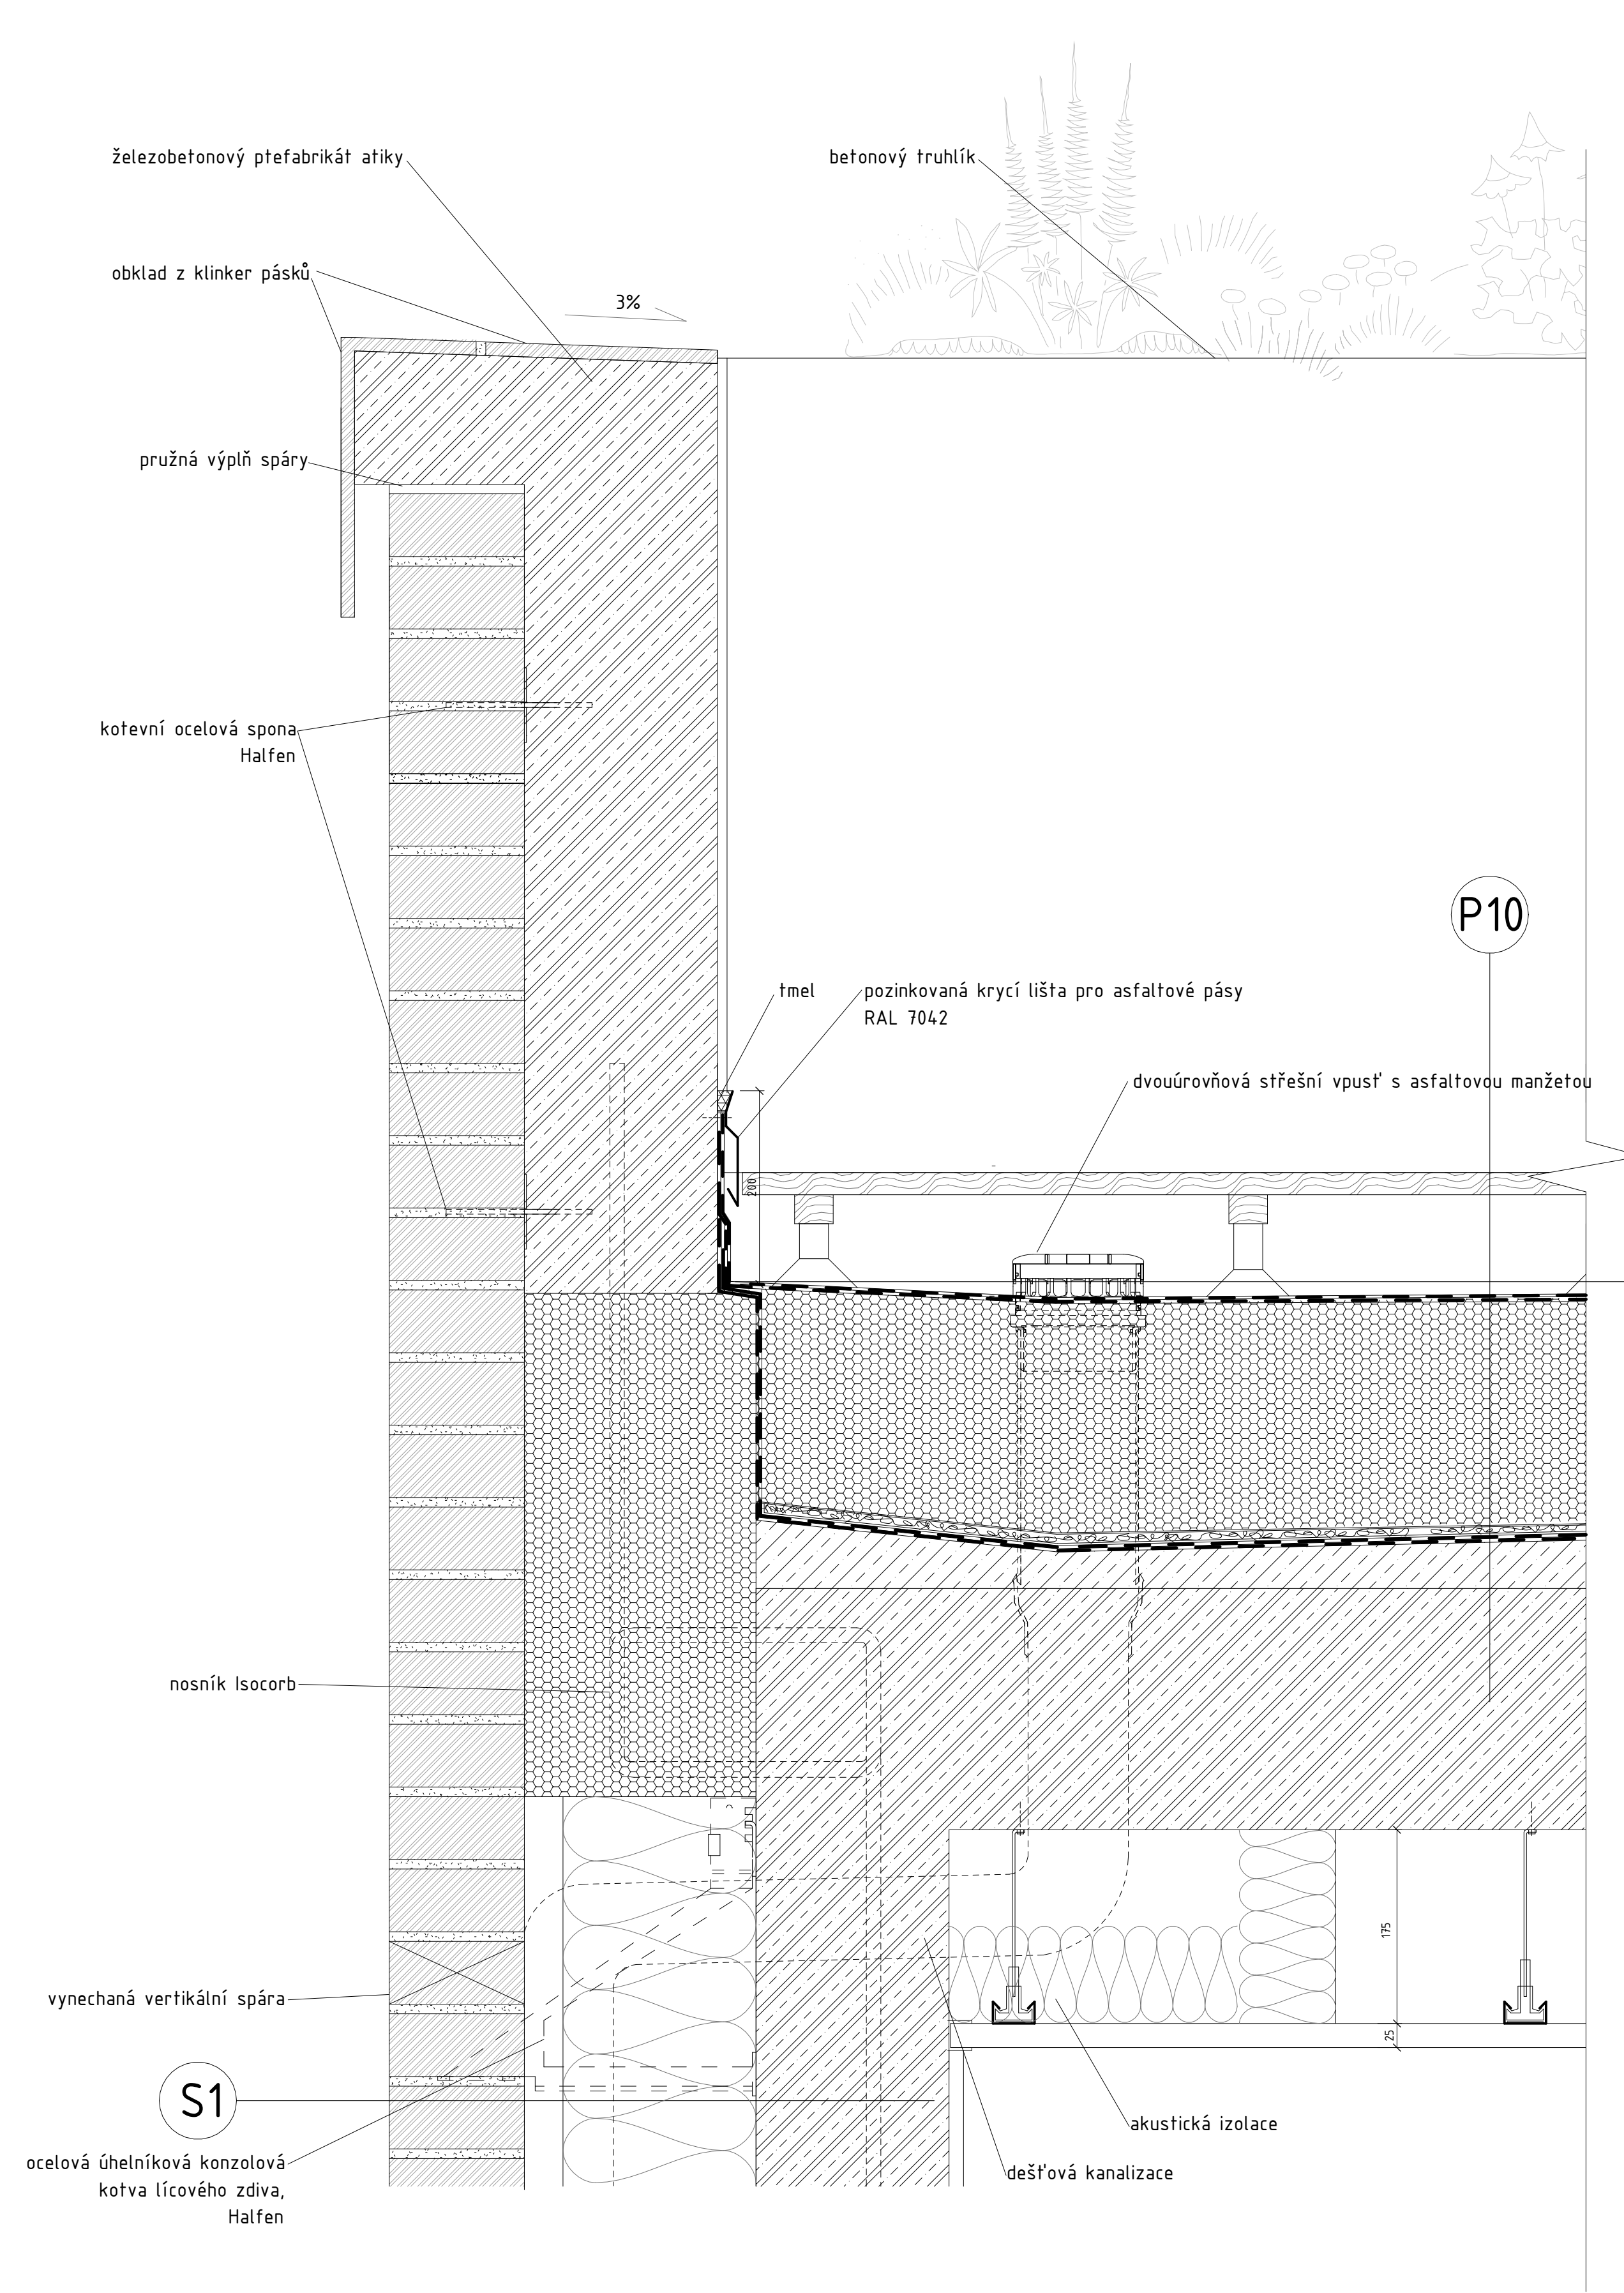 železobetonový ptefabrikát atiky
betonový truhlík
obklad z klinker pásků
3%
pružná výplň spáry
kotevní ocelová spona
Halfen
P10
tmel
pozinkovaná krycí lišta pro asfaltové pásy
RAL 7042
dvouúrovňová střešní vpusť s asfaltovou manžetou
200
nosník Isocorb
175
vynechaná vertikální spára
25
S1
akustická izolace
ocelová úhelníková konzolová
kotva lícového zdiva,
Halfen
dešťová kanalizace